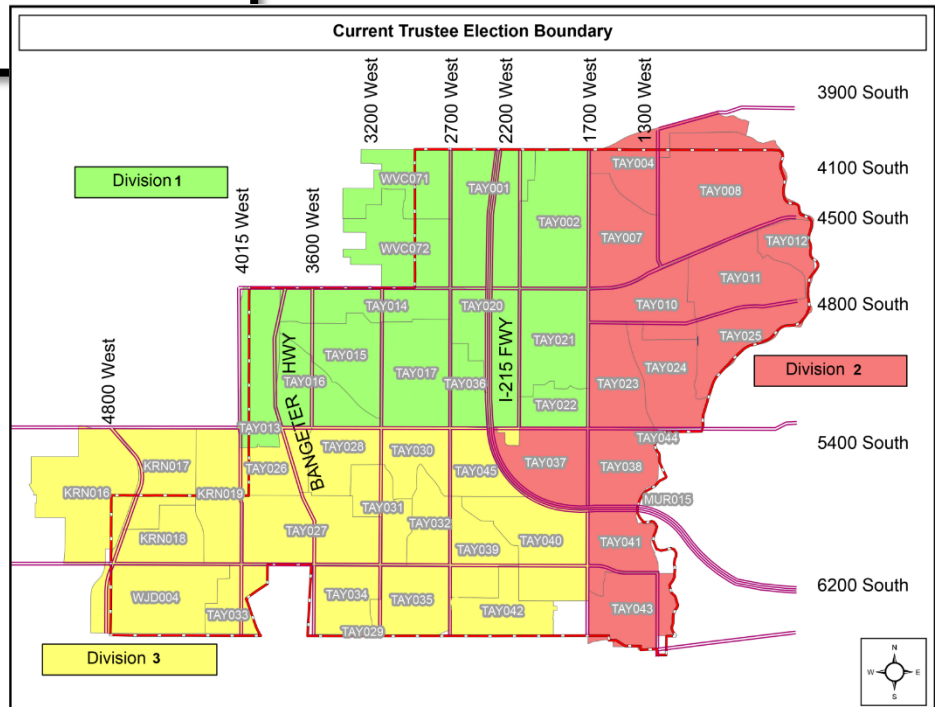 Current Trustee Election Boundary
3200 West
2700 West
2200 West
1700 West
1300 West
3900 South
4100 South
4500 South
4800 South
5400 South
6200 South
4015 West
3600 West
4800 West
BANGETER HWY
I-215 FWY
Division 1
Division 2
Division 3
WVC071
TAY001
TAY004
TAY008
TAY002
TAY007
TAY012
WVC072
TAY011
TAY014
TAY020
TAY010
TAY015
TAY021
TAY025
TAY016
TAY017
TAY036
TAY024
TAY023
TAY022
TAY013
TAY028
TAY030
TAY044
KRN017
TAY026
TAY045
TAY037
TAY038
KRN016
KRN019
MUR015
TAY031
TAY032
TAY027
KRN018
TAY039
TAY040
TAY041
WJD004
TAY034
TAY035
TAY033
TAY042
TAY043
TAY029
N
W
E
S